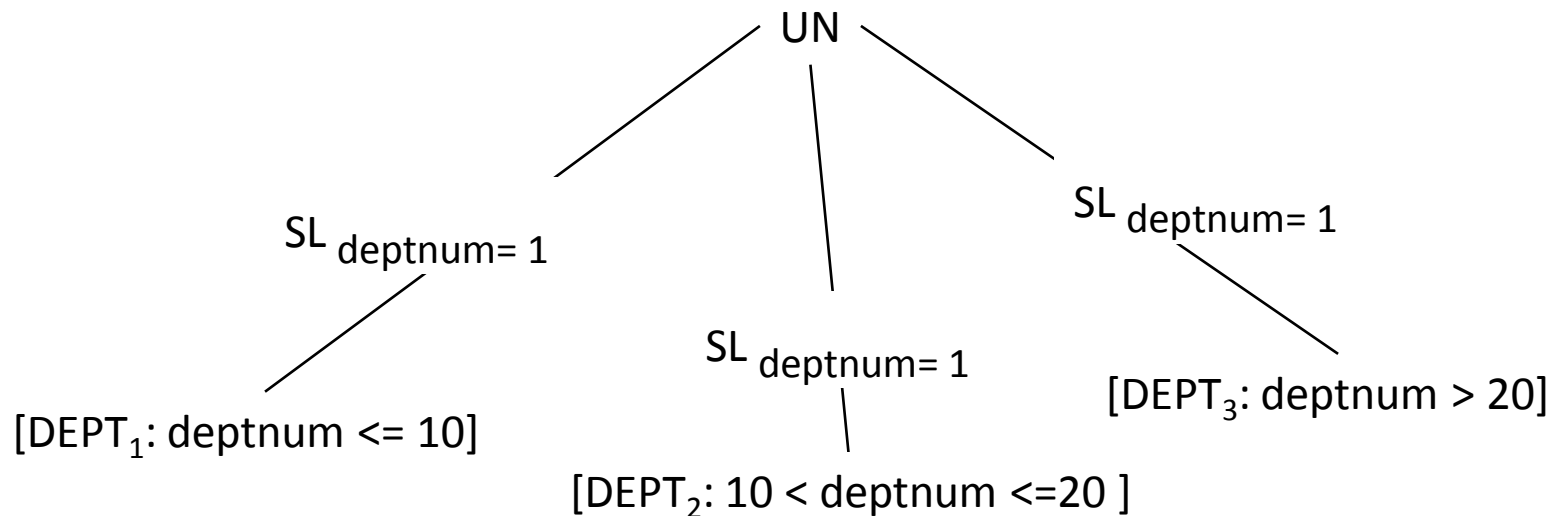 UN
SL deptnum= 1
SL deptnum= 1
SL deptnum= 1
[DEPT₁: deptnum <= 10]
[DEPT₂: 10 < deptnum <=20 ]
[DEPT₃: deptnum > 20]